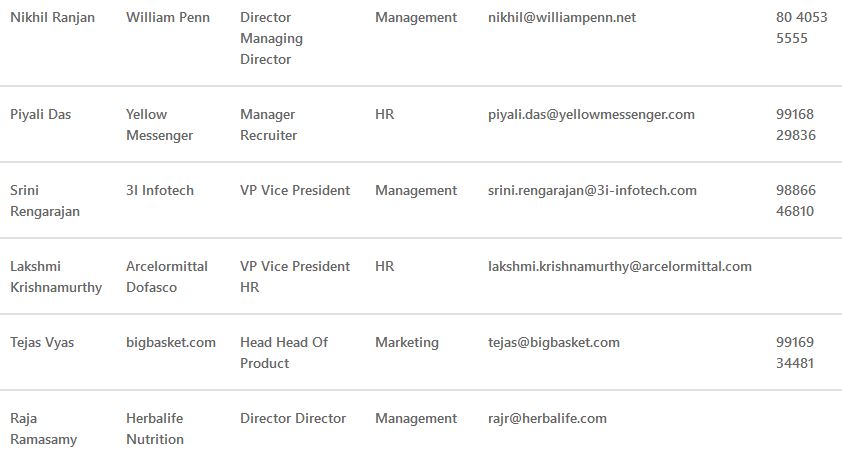 Nikhil Ranjan William Penn Director Management nikhil@williampenn.net 80 4053
Managing 5555
Director
Piyali Das Yellow Manager HR piyali.das@yellowmessenger.com 99168
Messenger Recruiter 29836
Srini 3I Infotech VP Vice President Management srini.rengarajan@3i-infotech.com 98866
Rengarajan 46810
Lakshmi Arcelormittal VP Vice President HR lakshmi.krishnamurthy@arcelormittal.com
Krishnamurthy Dofasco HR
Tejas Vyas bigbasket.com Head Head Of Marketing tejas@bigbasket.com 99169
Product 34481
Raja Herbalife Director Director Management rajr@herbalife.com
Ramasamy Nutrition